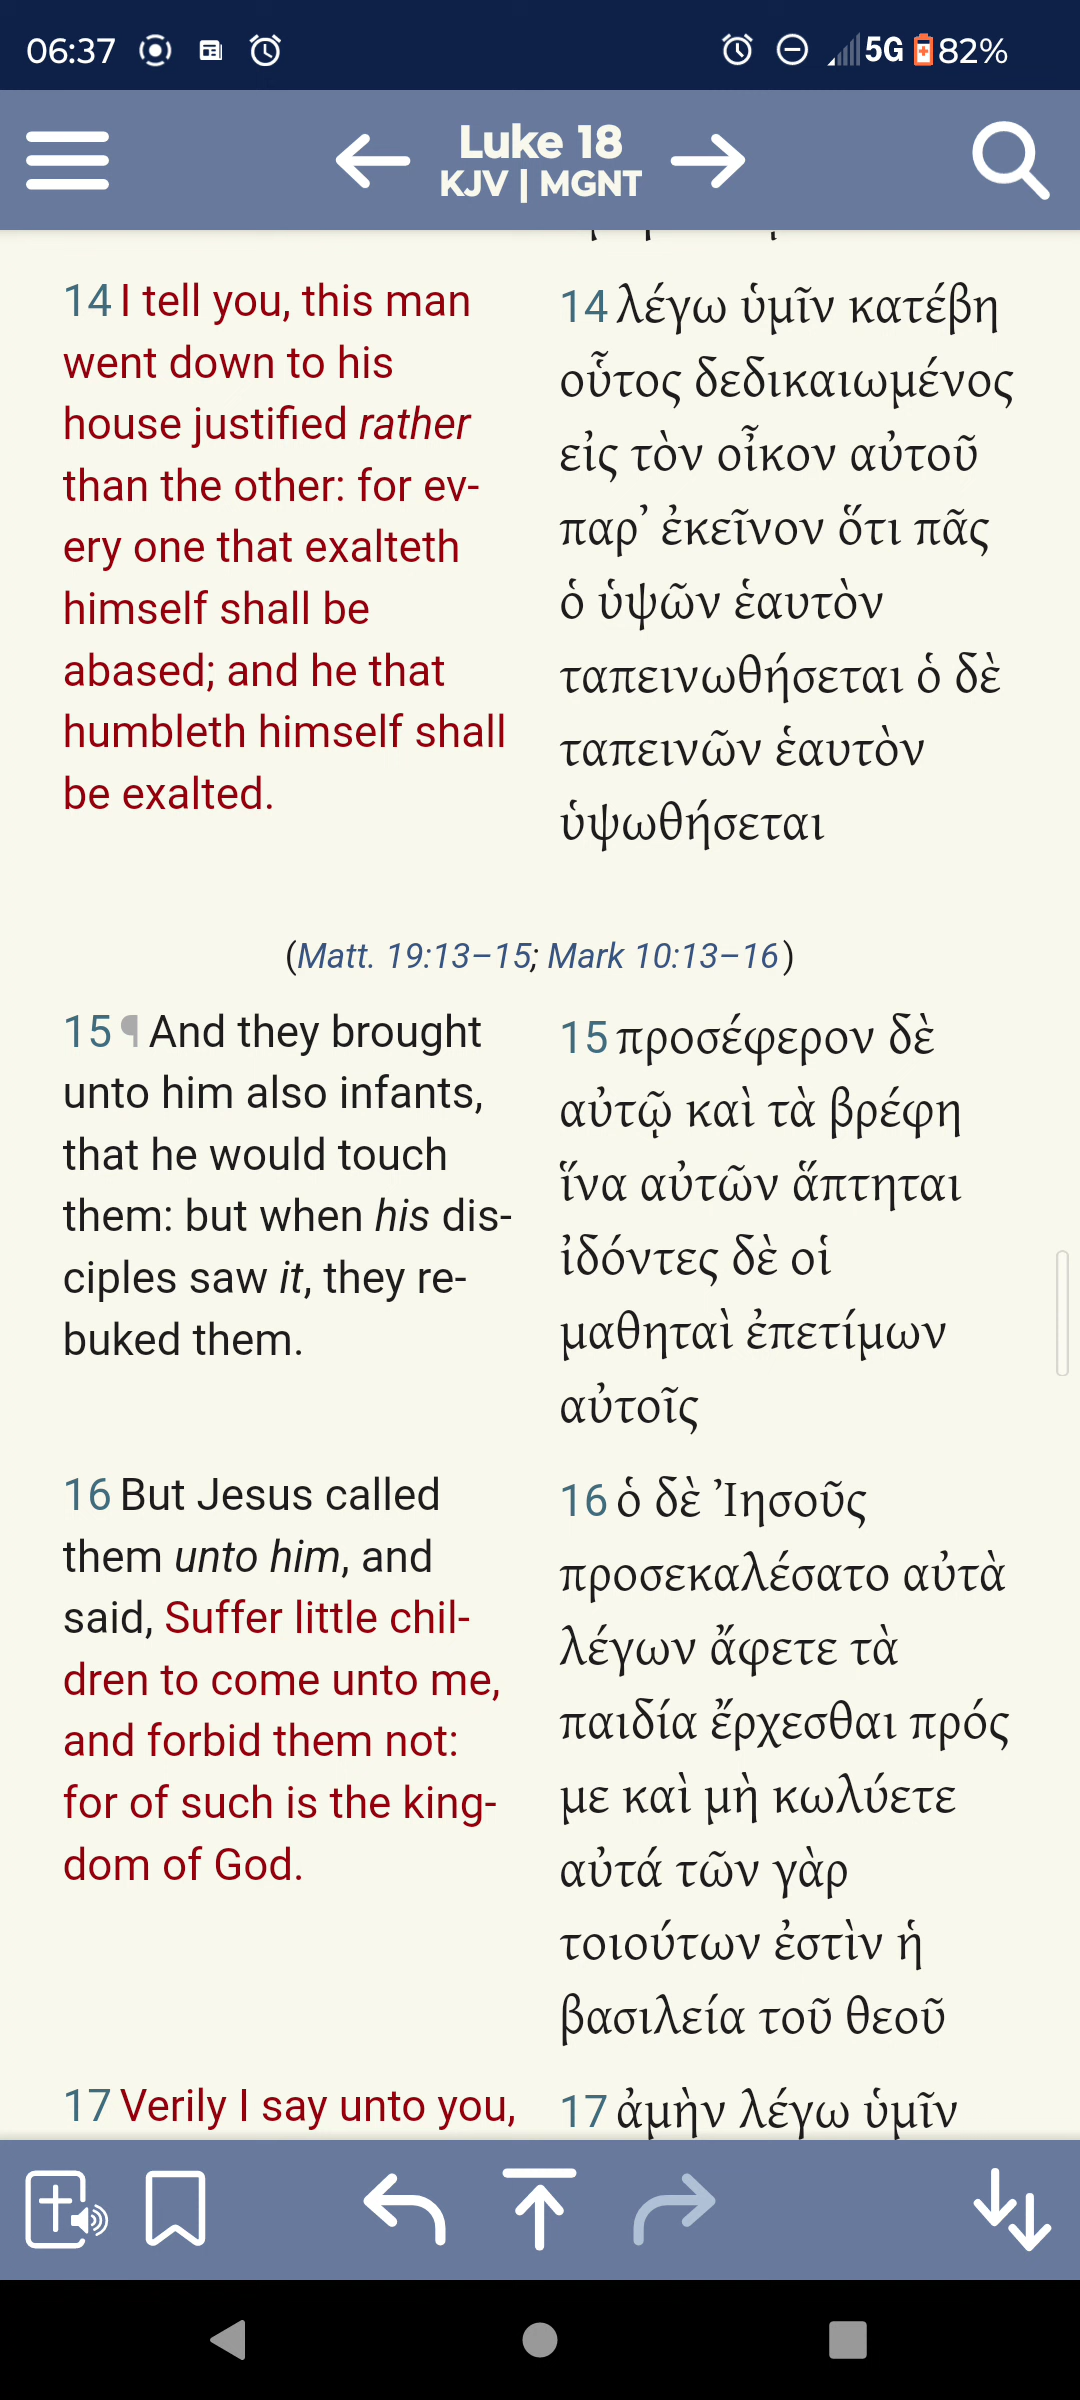 06:37
5G 82%
Luke 18
KJV | MGNT
14 I tell you, this man
went down to his
house justified rather
than the other: for ev-
ery one that exalteth
himself shall be
abased; and he that
humbleth himself shall
be exalted.
14 λέγω ὑμῖν κατέβη
οὗτος δεδικαιωμένος
εἰς τὸν οἶκον αὐτοῦ
παρ’ ἐκεῖνον ὅτι πᾶς
ὁ ὑψῶν ἑαυτὸν
ταπεινωθήσεται ὁ δὲ
ταπεινῶν ἑαυτὸν
ὑψωθήσεται
(Matt. 19:13–15; Mark 10:13–16)
15 ¶ And they brought
unto him also infants,
that he would touch
them: but when his dis-
ciples saw it, they re-
buked them.
15 προσέφερον δὲ
αὐτῷ καὶ τὰ βρέφη
ἵνα αὐτῶν ἅπτηται
ἰδόντες δὲ οἱ
μαθηταὶ ἐπετίμων
αὐτοῖς
16 But Jesus called
them unto him, and
said, Suffer little chil-
dren to come unto me,
and forbid them not:
for of such is the king-
dom of God.
16 ὁ δὲ Ἰησοῦς
προσεκαλέσατο αὐτὰ
λέγων ἄφετε τὰ
παιδία ἔρχεσθαι πρός
με καὶ μὴ κωλύετε
αὐτά τῶν γὰρ
τοιούτων ἐστὶν ἡ
βασιλεία τοῦ θεοῦ
17 Verily I say unto you,
17 ἀμὴν λέγω ὑμῖν